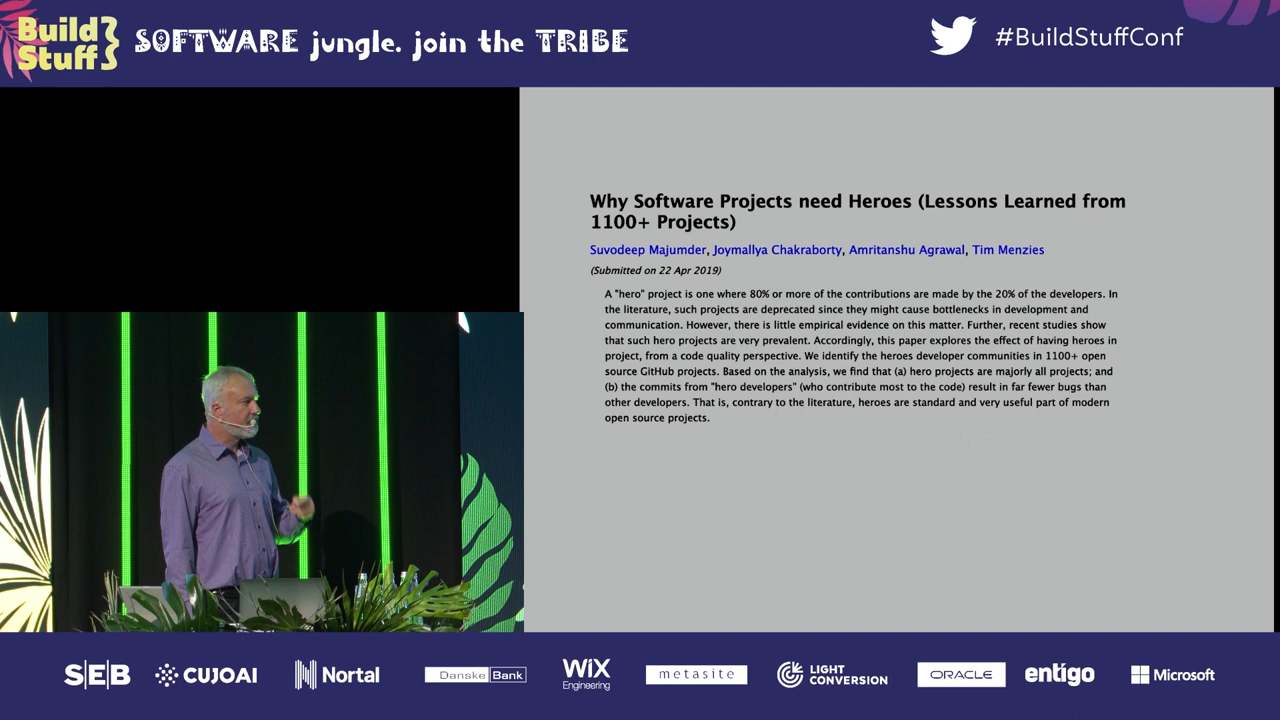 Build
Stuff
SOFTWARE jungle. join the TRIBE
#BuildStuffConf
Why Software Projects need Heroes (Lessons Learned from
1100+ Projects)
Suvodeep Majumder, Joymallya Chakraborty, Amritanshu Agrawal, Tim Menzies
(Submitted on 22 Apr 2019)
A "hero" project is one where 80% or more of the contributions are made by the 20% of the developers. In
the literature, such projects are deprecated since they might cause bottlenecks in development and
communication. However, there is little empirical evidence on this matter. Further, recent studies show
that such hero projects are very prevalent. Accordingly, this paper explores the effect of having heroes in
project, from a code quality perspective. We identify the heroes developer communities in 1100+ open
source GitHub projects. Based on the analysis, we find that (a) hero projects are majorly all projects; and
(b) the commits from "hero developers" (who contribute most to the code) result in far fewer bugs than
other developers. That is, contrary to the literature, heroes are standard and very useful part of modern
open source projects.
S|E|B
CUJOAI
Nortal
Danske Bank
WiX
Engineering
metasite
LIGHT
CONVERSION
ORACLE
entigo
Microsoft